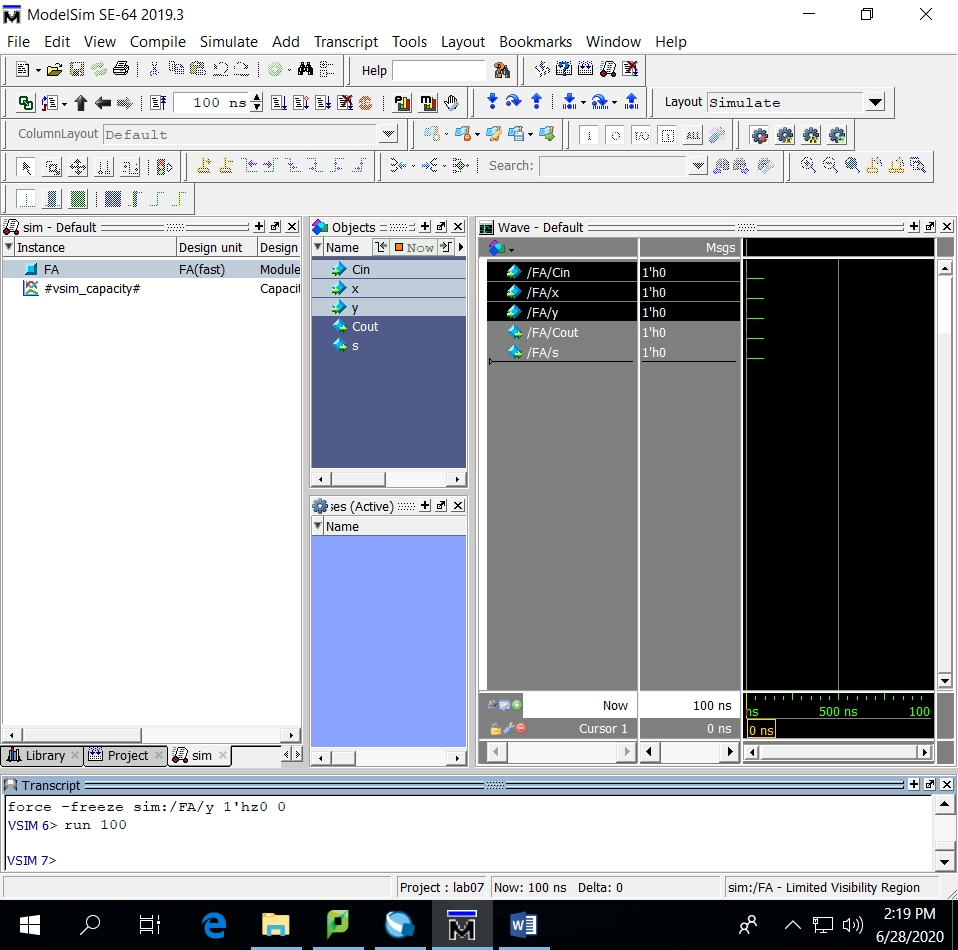 ModelSim SE-64 2019.3
File Edit View Compile Simulate Add Transcript Tools Layout Bookmarks Window Help
Help
100 ns
Layout Simulate
ColumnLayout Default
ALL
Search:
sim - Default
Instance Design unit Design
FA FA(fast) Module
#vsim_capacity# Capacit
Library Project sim
Objects
Name Now
Cin
x
y
Cout
s
ses (Active)
Name
Wave - Default
Msgs
/FA/Cin 1'h0
/FA/x 1'h0
/FA/y 1'h0
/FA/Cout 1'h0
/FA/s 1'h0
Now 100 ns ns 500 ns 100
Cursor 1 0 ns 0 ns
Transcript
force -freeze sim:/FA/y 1'hz0 0
VSIM 6> run 100
VSIM 7>
Project : lab07 Now: 100 ns Delta: 0 sim:/FA - Limited Visibility Region
2:19 PM
6/28/2020